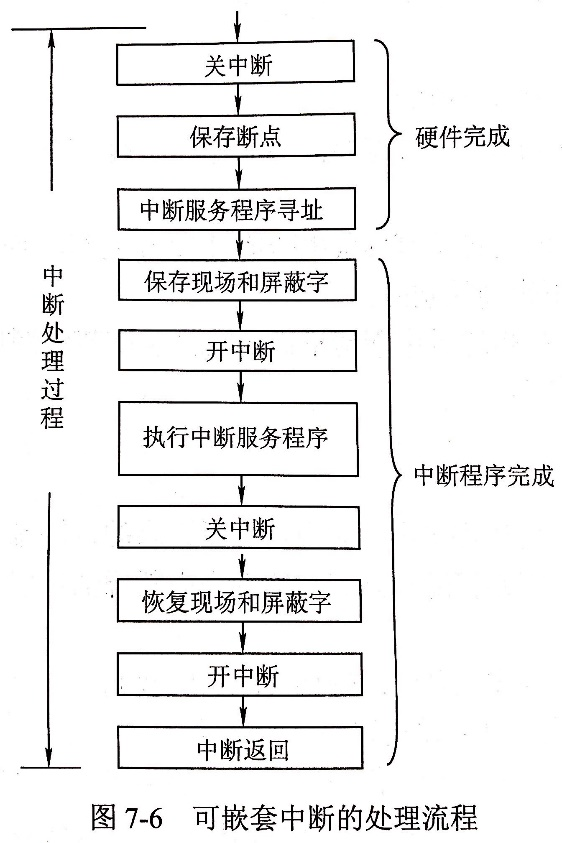 关中断
保存断点
硬件完成
中断服务程序寻址
保存现场和屏蔽字
开中断
中断处理过程
执行中断服务程序
中断程序完成
关中断
恢复现场和屏蔽字
开中断
中断返回
图 7-6 可嵌套中断的处理流程